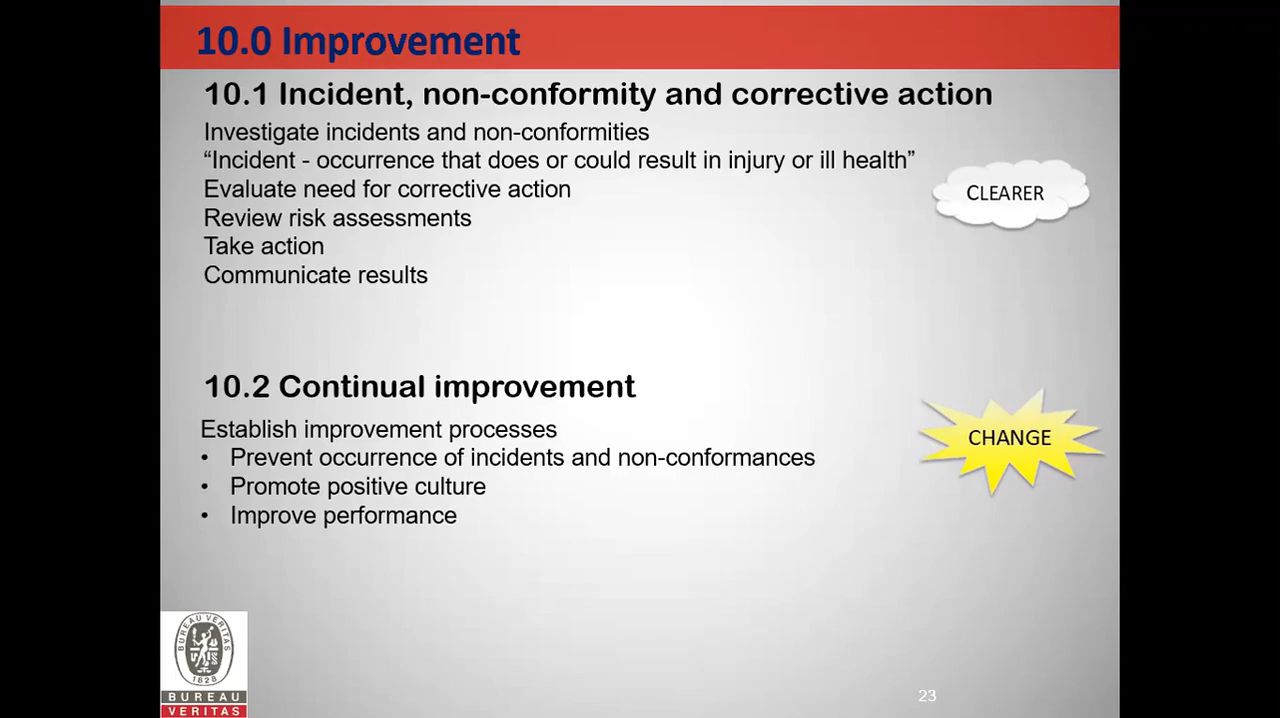 10.0 Improvement
10.1 Incident, non-conformity and corrective action
Investigate incidents and non-conformities
“Incident - occurrence that does or could result in injury or ill health”
CLEARER
Evaluate need for corrective action
Review risk assessments
Take action
Communicate results
10.2 Continual improvement
Establish improvement processes
CHANGE
• Prevent occurrence of incidents and non-conformances
• Promote positive culture
• Improve performance
BUREAU VERITAS
1828
BUREAU
VERITAS
23